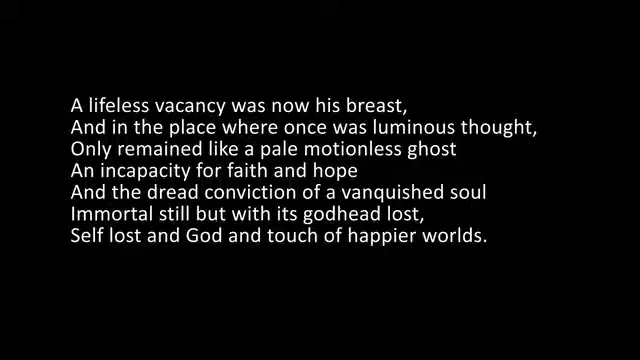 A lifeless vacancy was now his breast,
And in the place where once was luminous thought,
Only remained like a pale motionless ghost
An incapacity for faith and hope
And the dread conviction of a vanquished soul
Immortal still but with its godhead lost,
Self lost and God and touch of happier worlds.